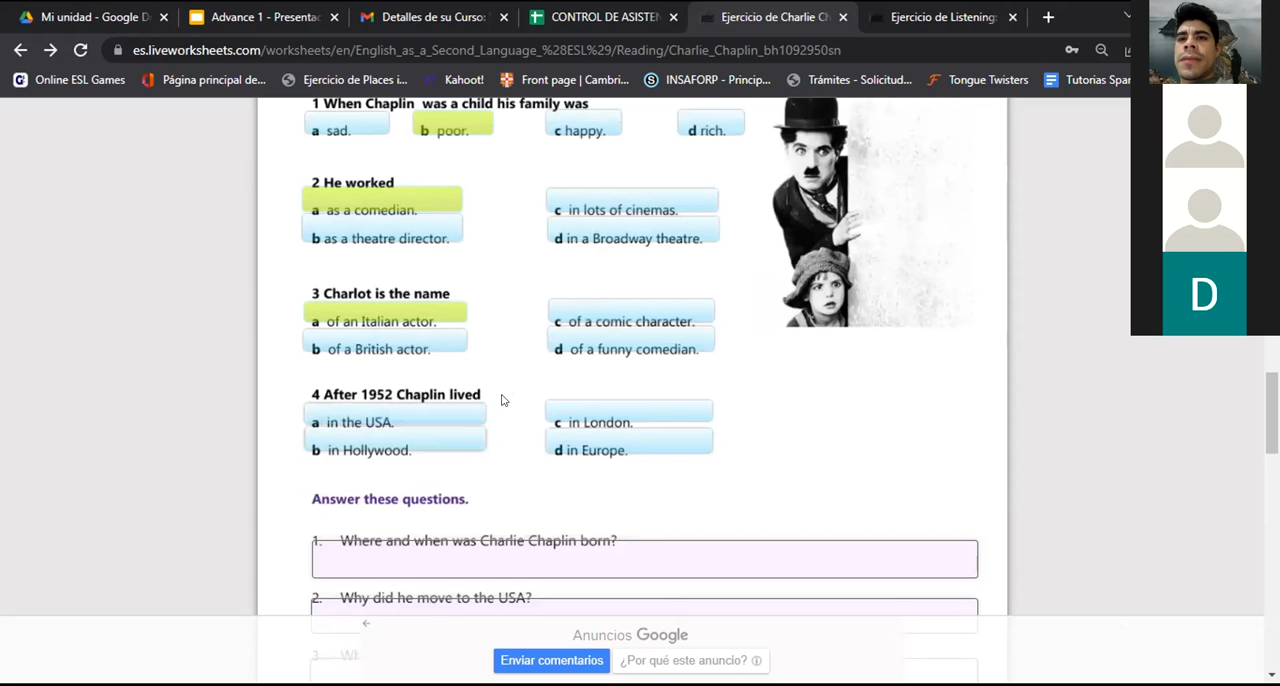 Mi unidad - Google D
Advance 1 - Presenta
Detalles de su Curso:
CONTROL DE ASISTEN
Ejercicio de Charlie Ch
Ejercicio de Listening:
es.liveworksheets.com/worksheets/en/English_as_a_Second_Language_%28ESL%29/Reading/Charlie_Chaplin_bh1092950sn
Online ESL Games
Página principal de...
Ejercicio de Places i...
Kahoot!
Front page | Cambri...
INSAFORP - Princip...
Trámites - Solicitud...
Tongue Twisters
Tutorias Span
1 When Chaplin was a child his family was
a sad. b poor. c happy. d rich.
2 He worked
a as a comedian. c in lots of cinemas.
b as a theatre director. d in a Broadway theatre.
3 Charlot is the name
a of an Italian actor. c of a comic character.
b of a British actor. d of a funny comedian.
4 After 1952 Chaplin lived
a in the USA. c in London.
b in Hollywood. d in Europe.
Answer these questions.
1. Where and when was Charlie Chaplin born?
2. Why did he move to the USA?
3 Wh
Anuncios Google
Enviar comentarios ¿Por qué este anuncio?
D